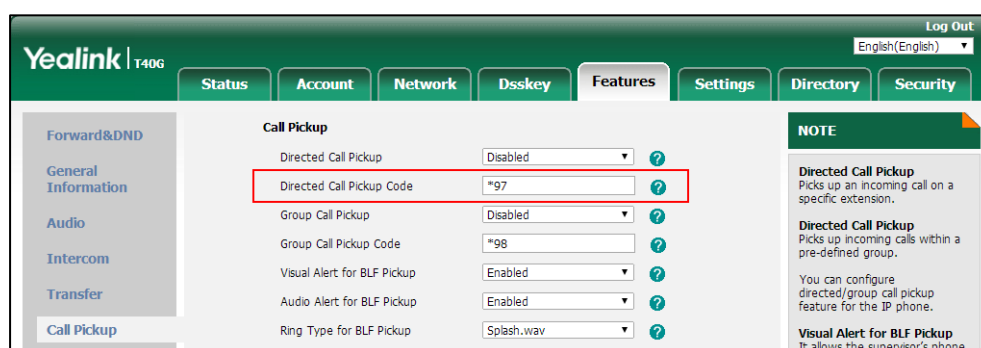 Log Out
Yealink | T40G
English(English)
Status Account Network Dsskey Features Settings Directory Security
Forward&DND
General
Information
Audio
Intercom
Transfer
Call Pickup
Call Pickup
Directed Call Pickup Disabled
Directed Call Pickup Code *97
Group Call Pickup Disabled
Group Call Pickup Code *98
Visual Alert for BLF Pickup Enabled
Audio Alert for BLF Pickup Enabled
Ring Type for BLF Pickup Splash.wav
NOTE
Directed Call Pickup
Picks up an incoming call on a
specific extension.
Directed Call Pickup
Picks up incoming calls within a
pre-defined group.
You can configure
directed/group call pickup
feature for the IP phone.
Visual Alert for BLF Pickup
It allows the supervisor's phone